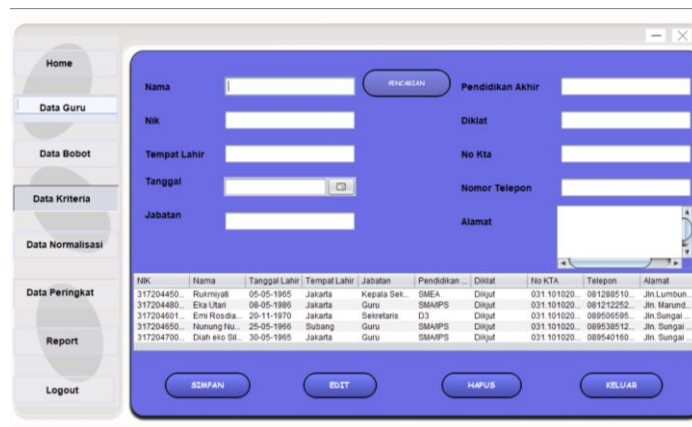 Home
Data Guru
Data Bobot
Data Kriteria
Data Normalisasi
Data Peringkat
Report
Logout
Nama
PENCARIAN
Pendidikan Akhir
Nik
Diklat
Tempat Lahir
No Kta
Tanggal
Nomor Telepon
Jabatan
Alamat
NIK Nama Tanggal Lahir Tempat Lahir Jabatan Pendidikan ... Diklat No KTA Telepon Alamat
317204450... Rukmiyati 05-05-1965 Jakarta Kepala Sek... SMEA Dikjut 031.101020...081288510... Jln.Lumbun...
317204480... Eka Utari 08-05-1986 Jakarta Guru SMA/IPS Dikjut 031.101020... 081212252... Jln. Marund...
317204601... Erni Rosdia... 20-11-1970 Jakarta Sekretaris D3 Dikjut 031.101020... 089506595... Jln.Sungai ...
317204650... Nunung Nu... 25-05-1966 Subang Guru SMA/IPS Dikjut 031.101020... 089538512... Jln. Sungai ...
317204700... Diah eko Sil... 30-05-1965 Jakarta Guru SMA/IPS Dikjut 031.101020... 089540160... Jln. Sungai ...
SIMPAN
EDIT
HAPUS
KELUAR